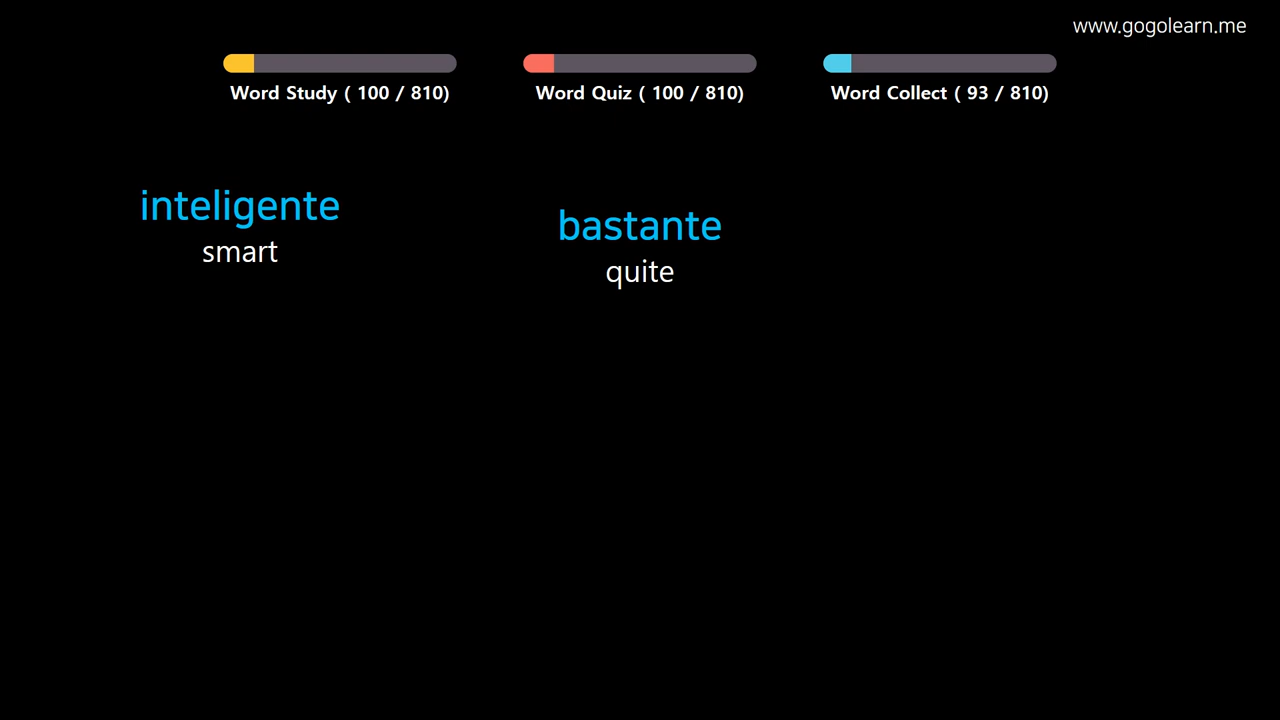 www.gogolearn.me
Word Study ( 100 / 810)
Word Quiz ( 100 / 810)
Word Collect ( 93 / 810)
inteligente
smart
bastante
quite